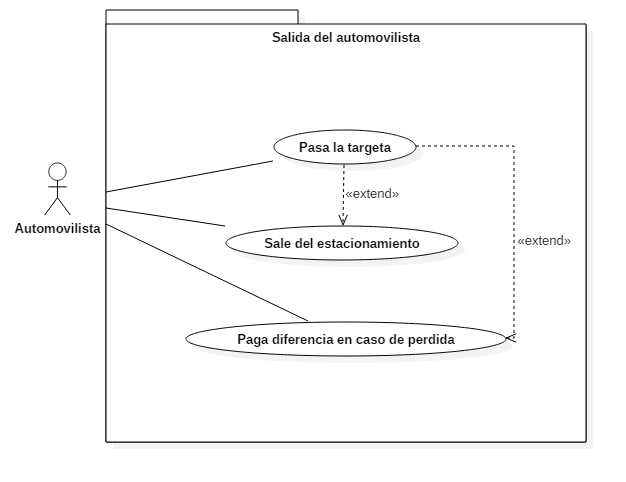 Salida del automovilista
Pasa la targeta
«extend»
Automovilista
Sale del estacionamiento
«extend»
Paga diferencia en caso de perdida